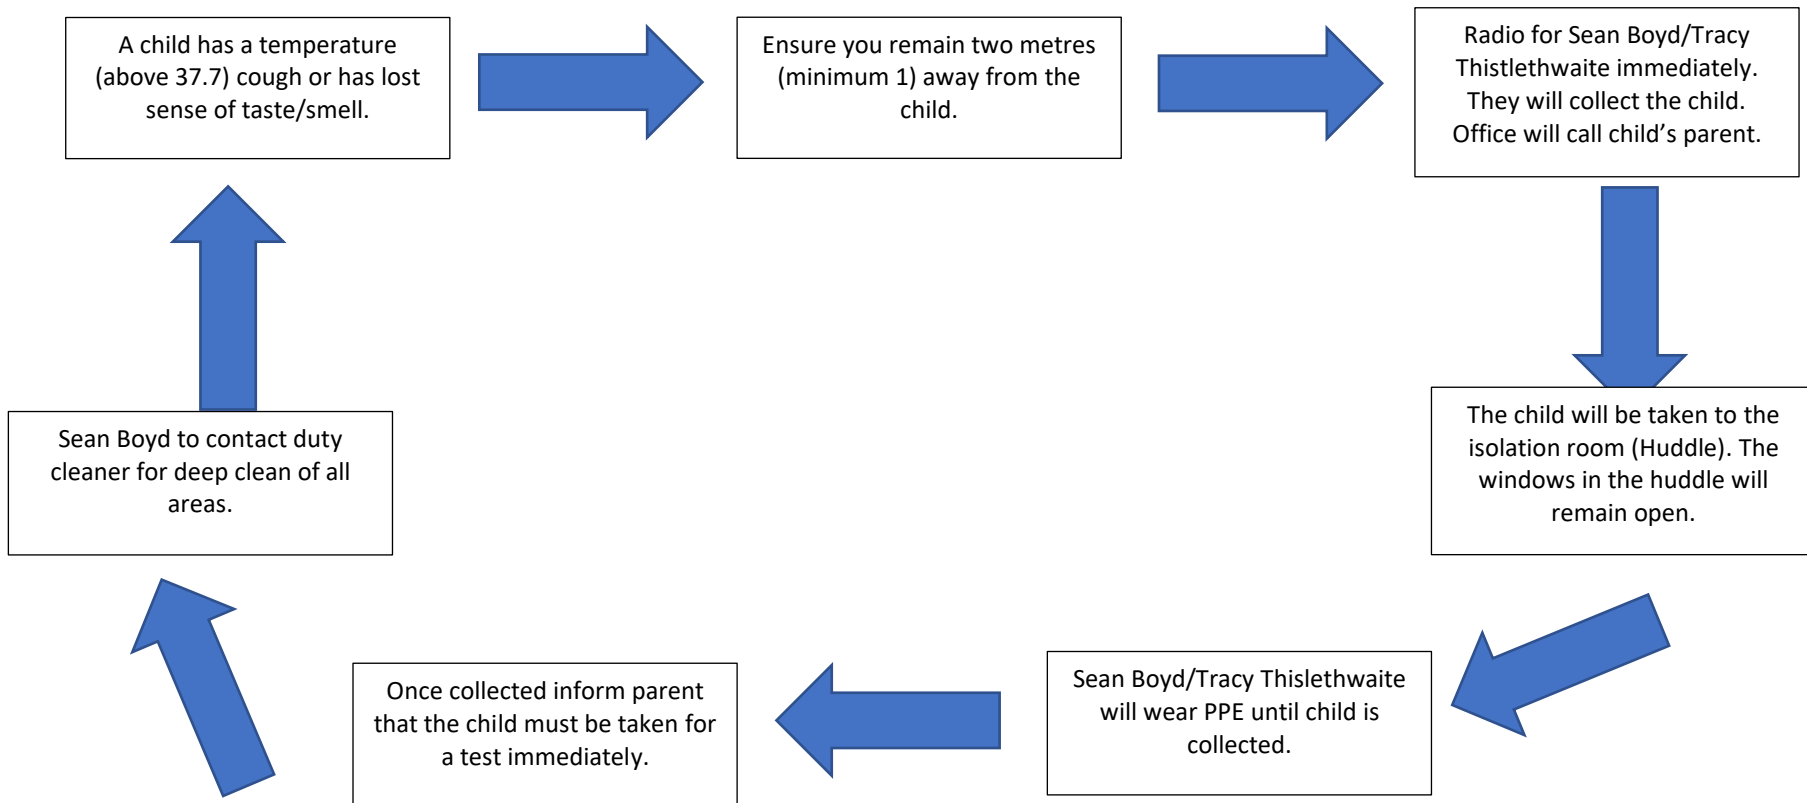 A child has a temperature
(above 37.7) cough or has lost
sense of taste/smell.
Ensure you remain two metres
(minimum 1) away from the
child.
Radio for Sean Boyd/Tracy
Thistlethwaite immediately.
They will collect the child.
Office will call child’s parent.
The child will be taken to the
isolation room (Huddle). The
windows in the huddle will
remain open.
Sean Boyd/Tracy Thislethwaite
will wear PPE until child is
collected.
Once collected inform parent
that the child must be taken for
a test immediately.
Sean Boyd to contact duty
cleaner for deep clean of all
areas.